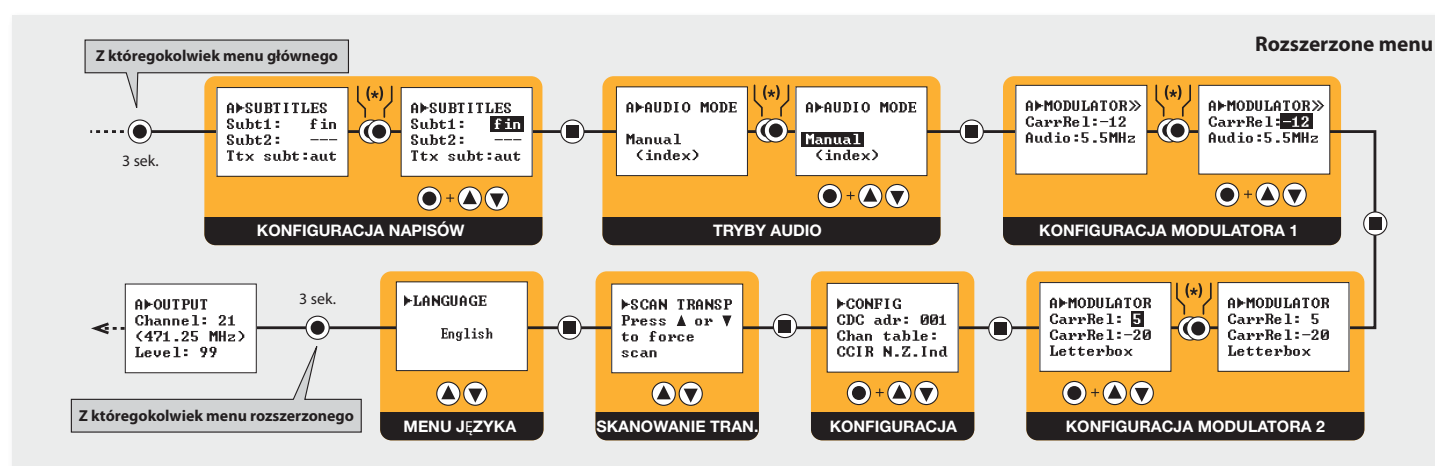 Rozszerzone menu
Z któregokolwiek menu głównego
3 sek.
A▶SUBTITLES
Subt1: fin
Subt2: ---
Ttx subt:aut
(*)
A▶SUBTITLES
Subt1: fin
Subt2: ---
Ttx subt:aut
+
KONFIGURACJA NAPISÓW
A▶AUDIO MODE
Manual
(index)
(*)
A▶AUDIO MODE
Manual
(index)
+
TRYBY AUDIO
A▶MODULATOR»
CarrRel:-12
Audio:5.5MHz
(*)
A▶MODULATOR»
CarrRel:-12
Audio:5.5MHz
+
KONFIGURACJA MODULATORA 1
A▶OUTPUT
Channel: 21
(471.25 MHz)
Level: 99
3 sek.
Z któregokolwiek menu rozszerzonego
▶LANGUAGE
English
MENU JĘZYKA
▶SCAN TRANSP
Press ▲ or ▼
to force
scan
SKANOWANIE TRAN.
▶CONFIG
CDC adr: 001
Chan table:
CCIR N.Z.Ind
+
KONFIGURACJA
A▶MODULATOR
CarrRel: 5
CarrRel:-20
Letterbox
+
(*)
A▶MODULATOR
CarrRel: 5
CarrRel:-20
Letterbox
KONFIGURACJA MODULATORA 2